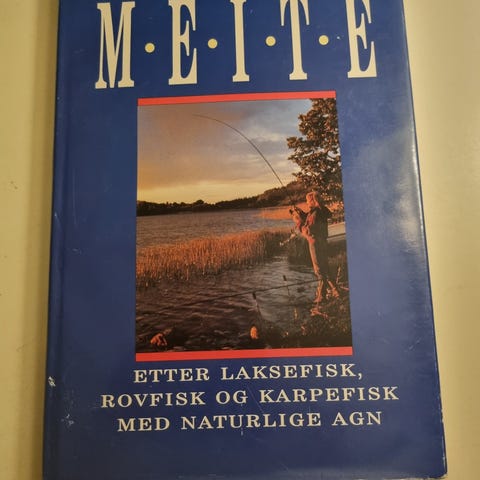 M·E·I·T·E
ETTER LAKSEFISK,
ROVFISK OG KARPEFISK
MED NATURLIGE AGN